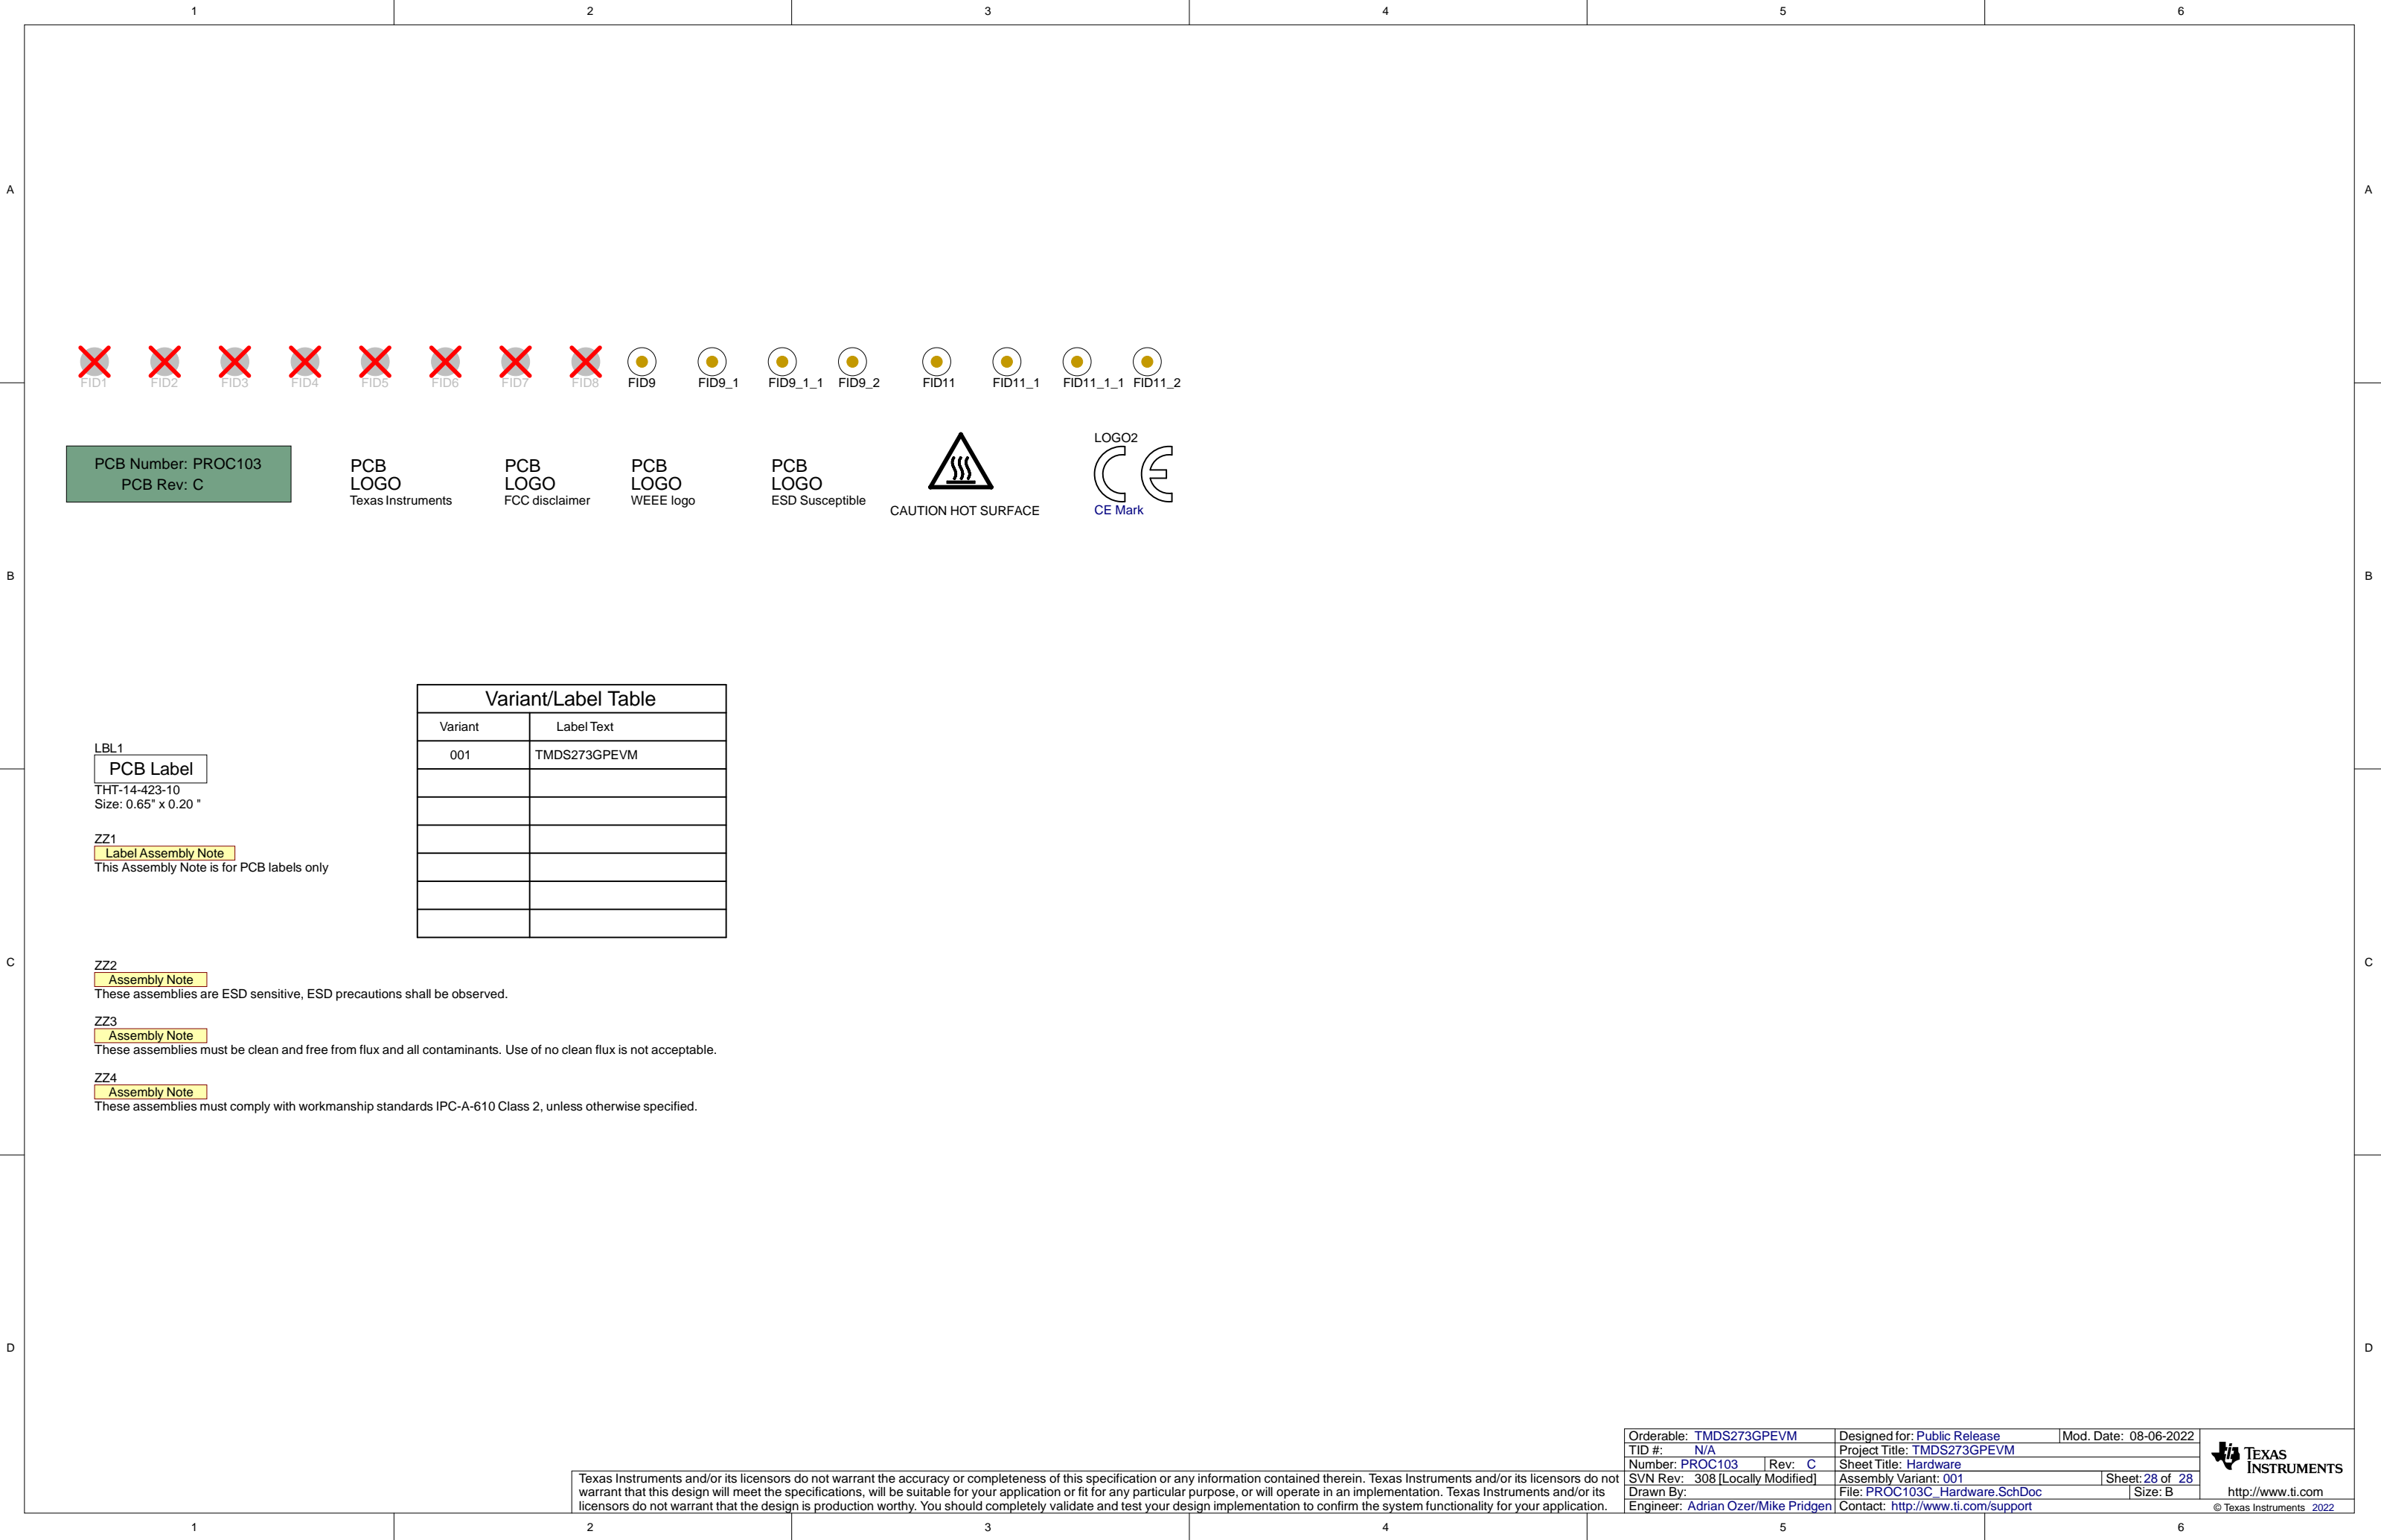 1 2 3 4 5 6
A A
FID1 FID2 FID3 FID4 FID5 FID6 FID7 FID8 FID9 FID9_1 FID9_1_1 FID9_2 FID11 FID11_1 FID11_1_1 FID11_2
PCB Number: PROC103
PCB Rev: C
PCB
LOGO
Texas Instruments
PCB
LOGO
FCC disclaimer
PCB
LOGO
WEEE logo
PCB
LOGO
ESD Susceptible
CAUTION HOT SURFACE
LOGO2
CE
CE Mark
B B
Variant/Label Table
Variant Label Text
001 TMDS273GPEVM
LBL1
PCB Label
THT-14-423-10
Size: 0.65" x 0.20 "
ZZ1
Label Assembly Note
This Assembly Note is for PCB labels only
C C
ZZ2
Assembly Note
These assemblies are ESD sensitive, ESD precautions shall be observed.
ZZ3
Assembly Note
These assemblies must be clean and free from flux and all contaminants. Use of no clean flux is not acceptable.
ZZ4
Assembly Note
These assemblies must comply with workmanship standards IPC-A-610 Class 2, unless otherwise specified.
D D
Texas Instruments and/or its licensors do not warrant the accuracy or completeness of this specification or any information contained therein. Texas Instruments and/or its licensors do not
warrant that this design will meet the specifications, will be suitable for your application or fit for any particular purpose, or will operate in an implementation. Texas Instruments and/or its
licensors do not warrant that the design is production worthy. You should completely validate and test your design implementation to confirm the system functionality for your application.
Orderable: TMDS273GPEVM Designed for: Public Release Mod. Date: 08-06-2022
TID #: N/A Project Title: TMDS273GPEVM
Number: PROC103 Rev: C Sheet Title: Hardware
SVN Rev: 308 [Locally Modified] Assembly Variant: 001 Sheet: 28 of 28
Drawn By: File: PROC103C_Hardware.SchDoc Size: B
Engineer: Adrian Ozer/Mike Pridgen Contact: http://www.ti.com/support
TEXAS
INSTRUMENTS
http://www.ti.com
© Texas Instruments 2022
1 2 3 4 5 6